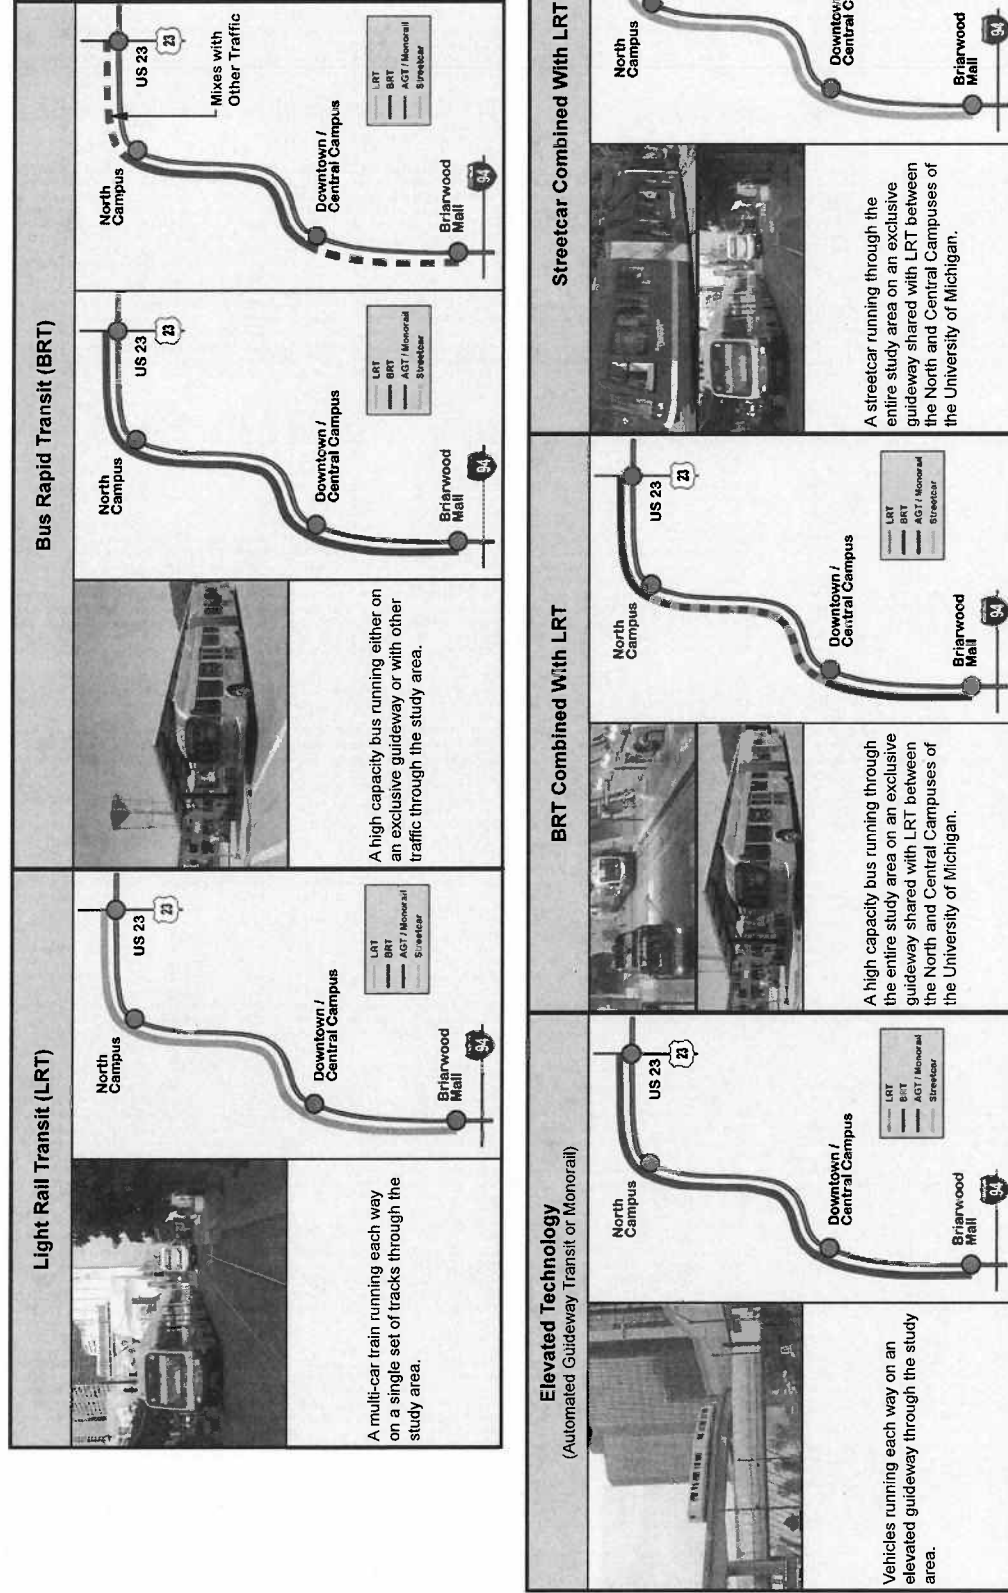 Light Rail Transit (LRT)
A multi-car train running each way
on a single set of tracks through the
study area.
North
Campus
US 23
23
Downtown /
Central Campus
Briarwood
Mall
94
LRT
BRT
AGT / Monorail
Streetcar
Bus Rapid Transit (BRT)
A high capacity bus running either on
an exclusive guideway or with other
traffic through the study area.
North
Campus
US 23
23
Downtown /
Central Campus
Briarwood
Mall
94
LRT
BRT
AGT / Monorail
Streetcar
North
Campus
US 23
23
Mixes with
Other Traffic
Downtown /
Central Campus
Briarwood
Mall
94
LRT
BRT
AGT / Monorail
Streetcar
Elevated Technology
(Automated Guideway Transit or Monorail)
Vehicles running each way on an
elevated guideway through the study
area.
North
Campus
US 23
23
Downtown /
Central Campus
Briarwood
Mall
94
LRT
BRT
AGT / Monorail
Streetcar
BRT Combined With LRT
A high capacity bus running through
the entire study area on an exclusive
guideway shared with LRT between
the North and Central Campuses of
the University of Michigan.
North
Campus
US 23
23
Downtown /
Central Campus
Briarwood
Mall
94
LRT
BRT
AGT / Monorail
Streetcar
Streetcar Combined With LRT
A streetcar running through the
entire study area on an exclusive
guideway shared with LRT between
the North and Central Campuses of
the University of Michigan.
North
Campus
Downtown
Central C
Briarwood
Mall
94